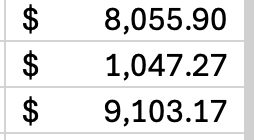 $ 8,055.90
$ 1,047.27
$ 9,103.17